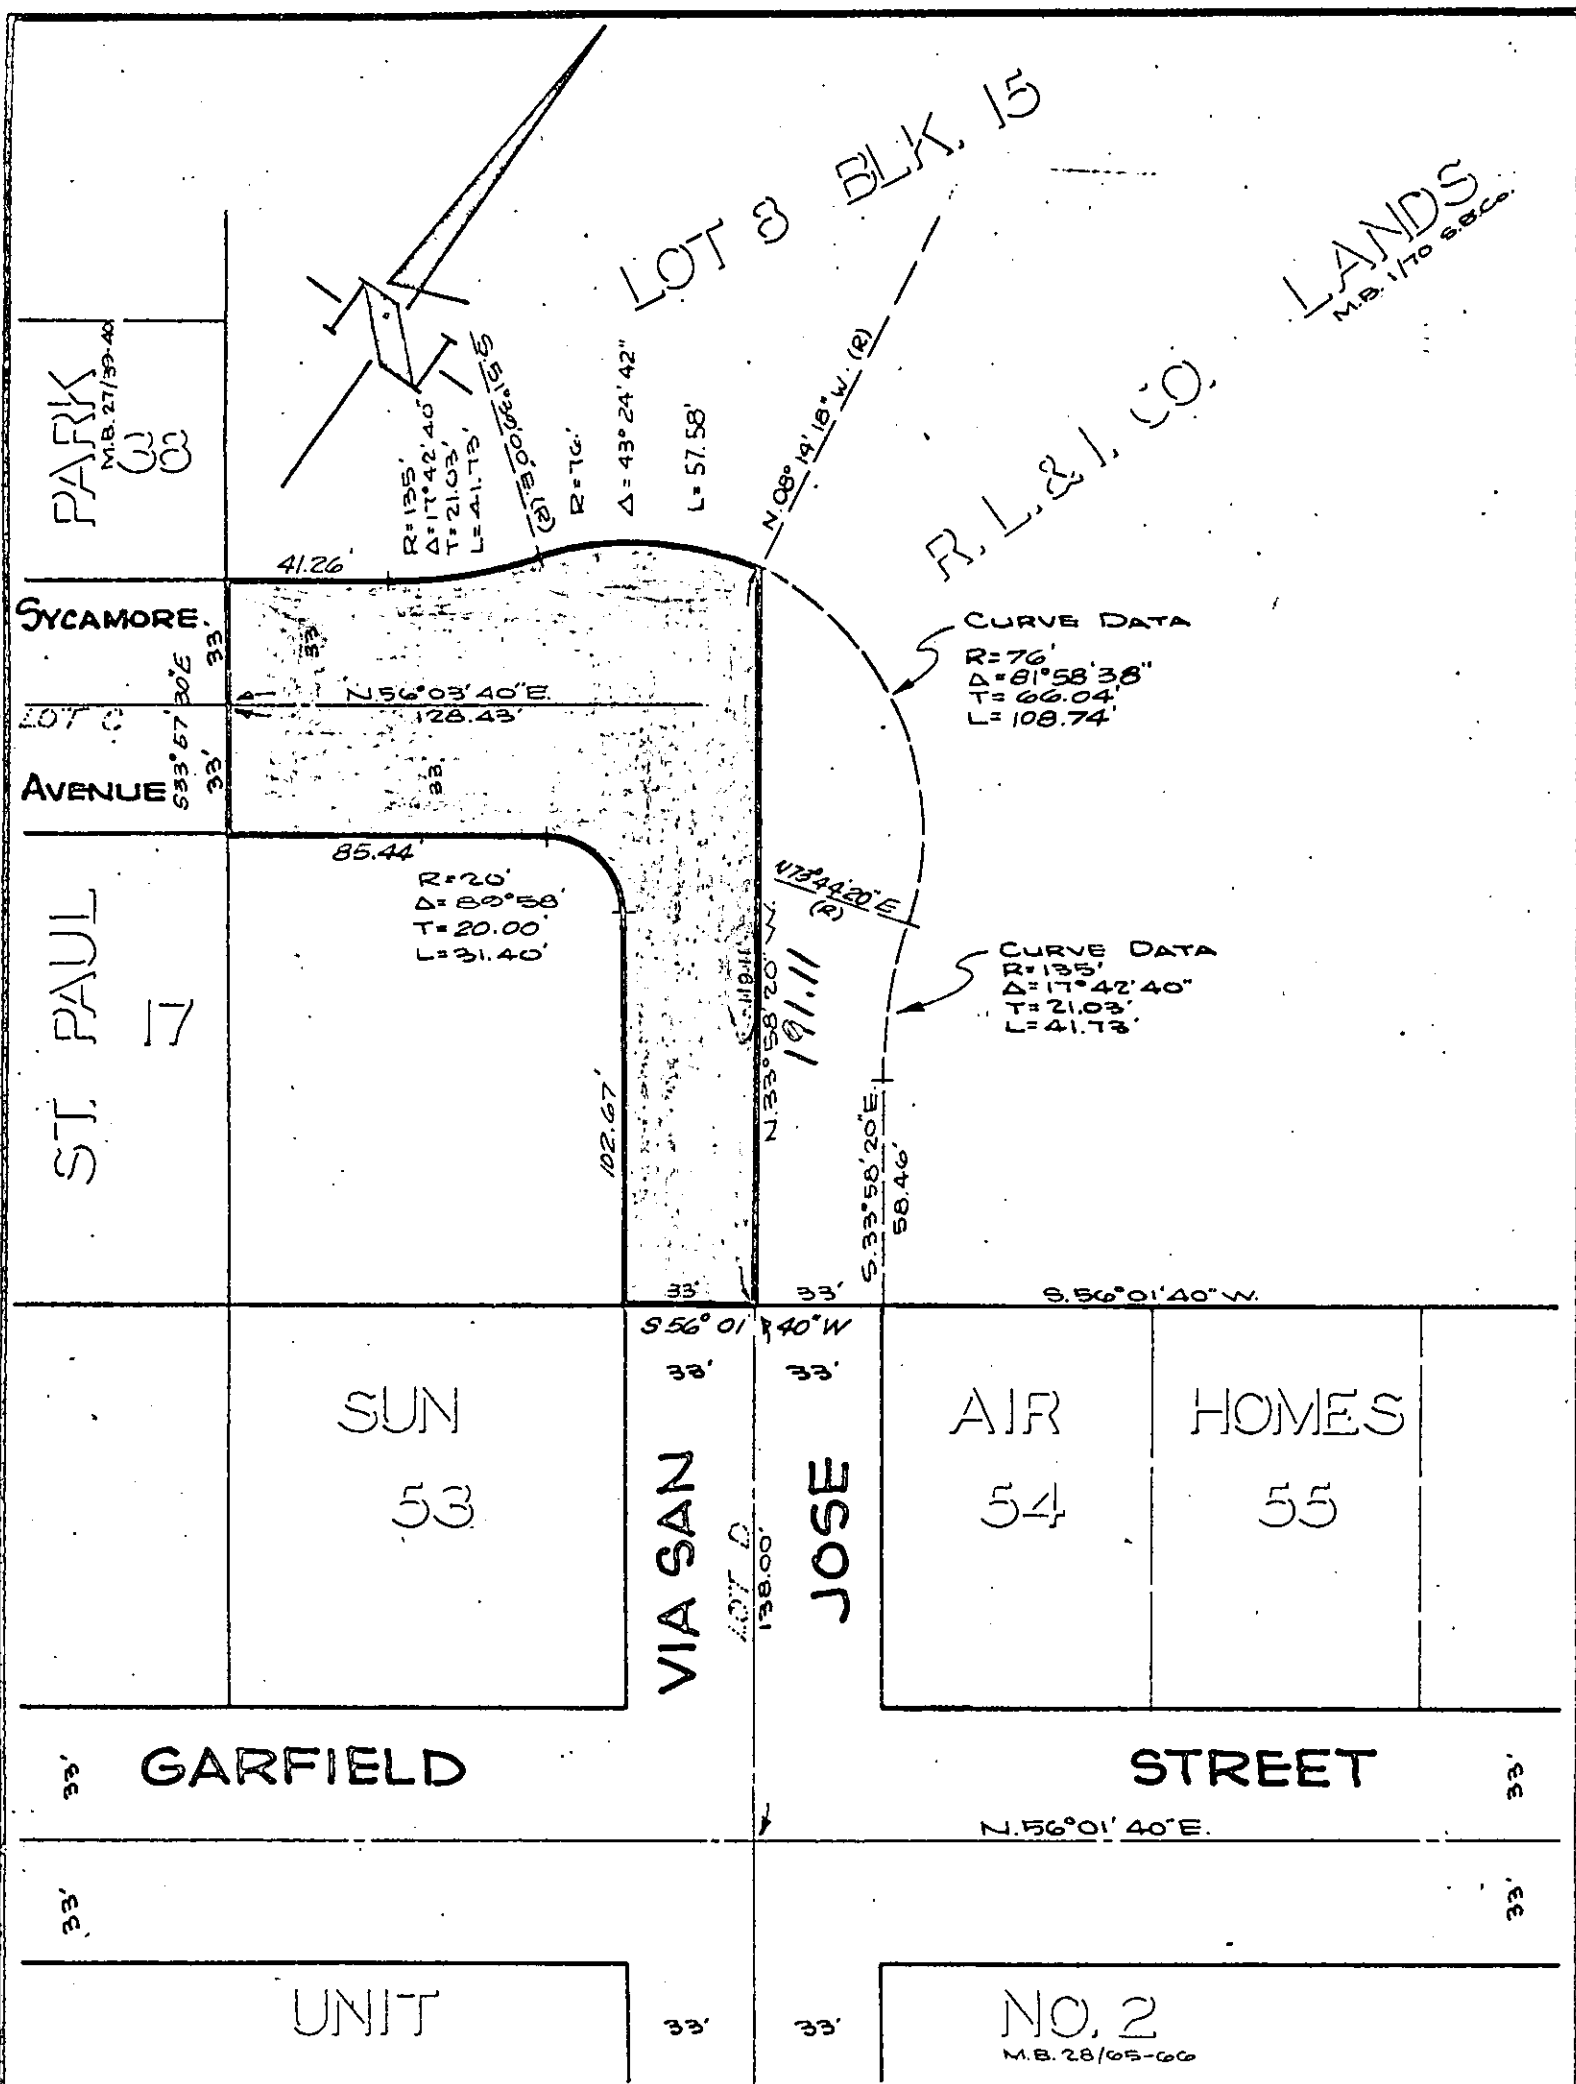 LOT 8 BLK. 15
LANDS
M.B. 1/70 S.B.Co.
R. L. & I. CO.
PARK
M.B. 27/39-40
38
R=135'
Δ=17°42'40"
T=21.03'
L=41.73'
(R)
R=76'
Δ=43°24'42"
L=57.58'
N.08°14'18"W. (R)
41.26'
SYCAMORE
33
33
S33°57'30"E
N56°03'40"E.
128.43'
LOT C
AVENUE
33'
33.
85.44'
R=20'
Δ=89°58'
T=20.00'
L=31.40'
CURVE DATA
R=76'
Δ=81°58'38"
T=66.04'
L=108.74'
N73°44'20"E
(R)
CURVE DATA
R=135'
Δ=17°42'40"
T=21.03'
L=41.73'
ST. PAUL
17
102.67'
N.33°58'20"W.
191.11
S.33°58'20"E.
58.46'
33'
33'
S.56°01'40"W.
S56°01'40"W
33'
33'
SUN
53
VIA SAN
LOT D
138.00'
JOSE
AIR
54
HOMES
55
33'
GARFIELD
STREET
33'
N.56°01'40"E.
33'
33'
UNIT
33'
33'
NO. 2
M.B. 28/65-66